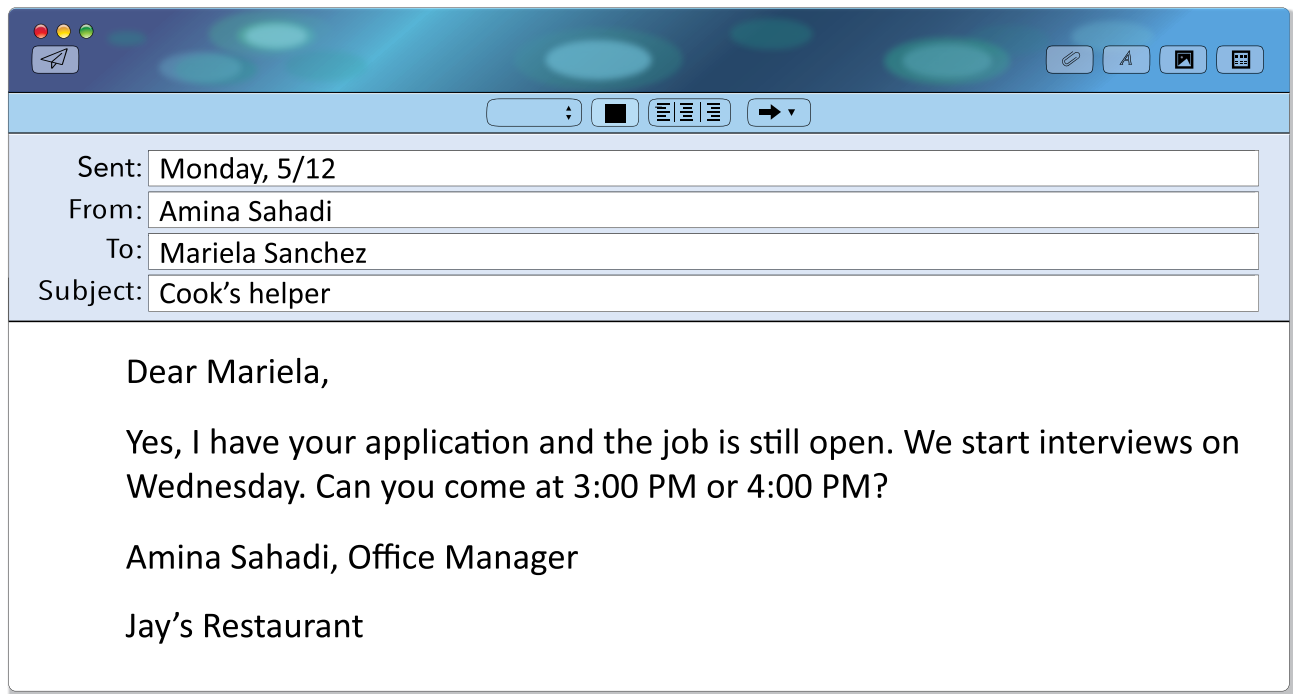 Sent: Monday, 5/12
From: Amina Sahadi
To: Mariela Sanchez
Subject: Cook’s helper
Dear Mariela,
Yes, I have your application and the job is still open. We start interviews on
Wednesday. Can you come at 3:00 PM or 4:00 PM?
Amina Sahadi, Office Manager
Jay’s Restaurant